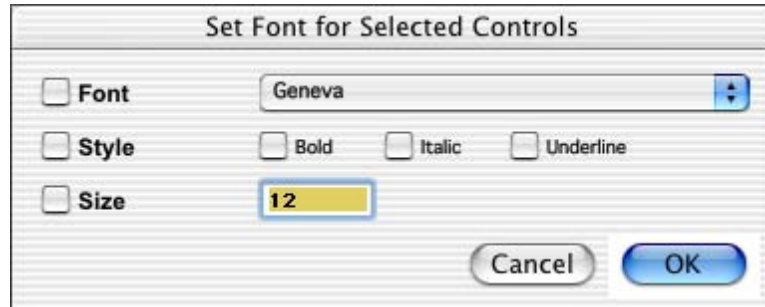 Set Font for Selected Controls
Font Geneva
Style Bold Italic Underline
Size 12
Cancel OK